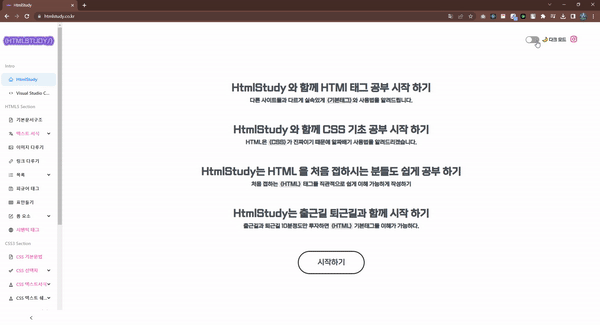 HtmlStudy
htmlstudy.co.kr
{HTMLSTUDY//}
다크 모드
Intro
HtmlStudy
Visual Studio C...
HTML5 Section
기본문서구조
텍스트 서식
이미지 다루기
링크 다루기
목록
피규어 태그
표만들기
폼 요소
시맨틱 태그
CSS3 Section
CSS 기본문법
CSS 선택자
CSS 텍스트서식
CSS 텍스트 쉐...
HtmlStudy 와 함께 HTMl 태그 공부 시작 하기
다른 사이트들과 다르게 실속있게 {기본태그}와 사용법을 알려드립니다.
HtmlStudy 와 함께 CSS 기초 공부 시작 하기
HTML은 {CSS}가 진짜이기 때문에 알짜배기 사용법을 알려드리겠습니다.
HtmlStudy는 HTML 을 처음 접하시는 분들도 쉽게 공부 하기
처음 접하는 {HTML} 태그를 직관적으로 쉽게 이해 가능하게 작성하기
HtmlStudy는 출근길 퇴근길과 함께 시작 하기
출근길과 퇴근길 10분정도만 투자하면 {HTML} 기본태그를 이해가 가능하다.
시작하기